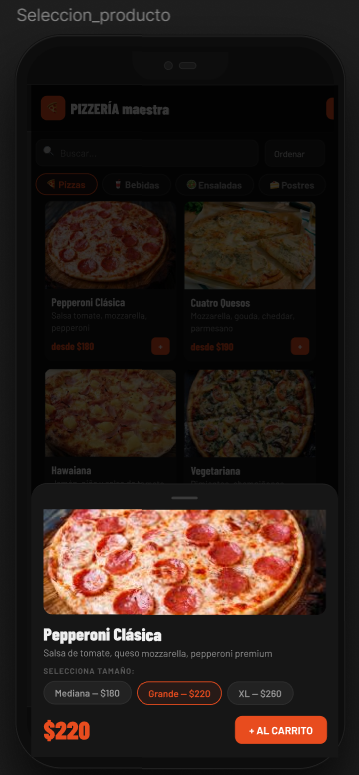 Seleccion_producto
PIZZERÍA maestra
Buscar...
Ordenar
Pizzas
Bebidas
Ensaladas
Postres
Pepperoni Clásica
Cuatro Quesos
Salsa tomate, mozzarella,
pepperoni
Mozzarella, gouda, cheddar,
parmesano
desde $180
+
desde $190
+
Hawaiana
Vegetariana
Pepperoni Clásica
Salsa de tomate, queso mozzarella, pepperoni premium
SELECCIONA TAMAÑO:
Mediana — $180
Grande — $220
XL — $260
$220
+ AL CARRITO